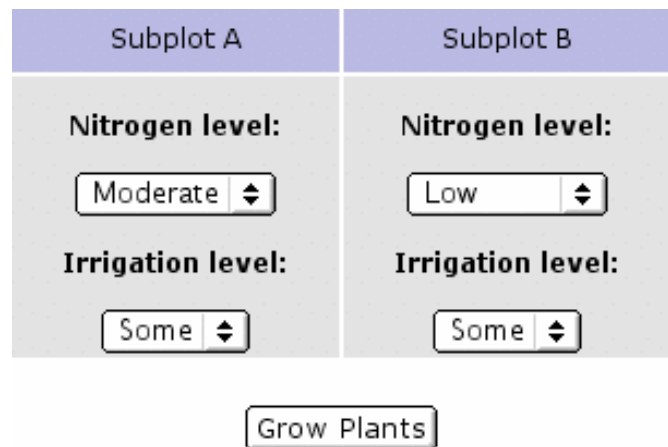 Subplot A Subplot B
Nitrogen level: Nitrogen level:
Moderate Low
Irrigation level: Irrigation level:
Some Some
Grow Plants